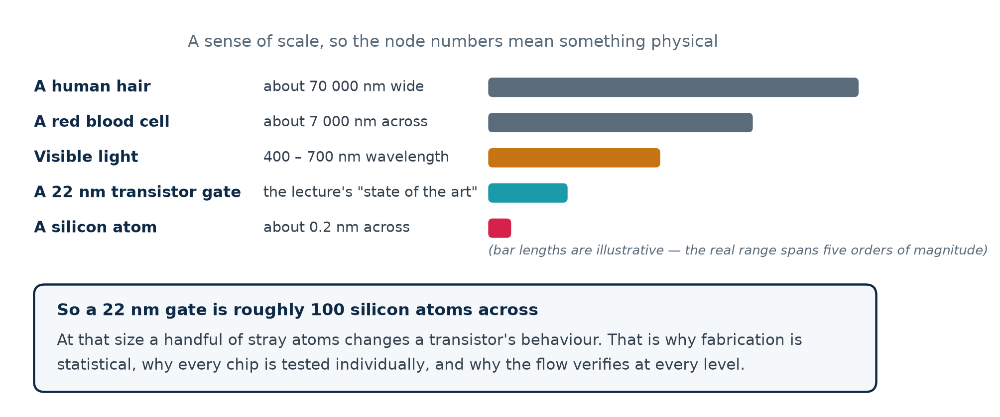 A sense of scale, so the node numbers mean something physical
A human hair about 70 000 nm wide
A red blood cell about 7 000 nm across
Visible light 400 – 700 nm wavelength
A 22 nm transistor gate the lecture's "state of the art"
A silicon atom about 0.2 nm across
(bar lengths are illustrative — the real range spans five orders of magnitude)
So a 22 nm gate is roughly 100 silicon atoms across
At that size a handful of stray atoms changes a transistor's behaviour. That is why fabrication is
statistical, why every chip is tested individually, and why the flow verifies at every level.